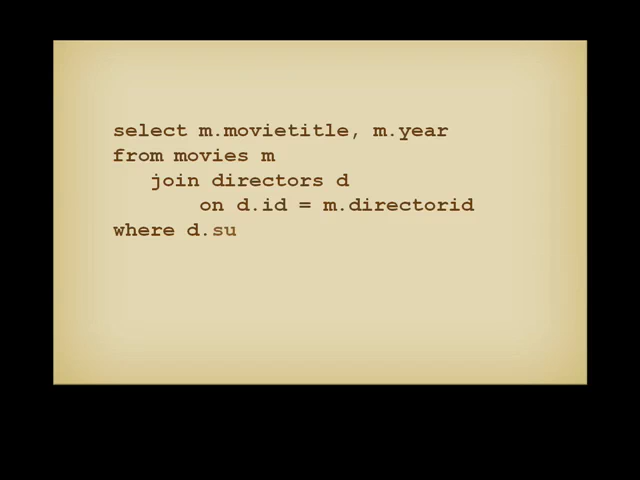 select m.movietitle, m.year
from movies m
join directors d
on d.id = m.directorid
where d.su